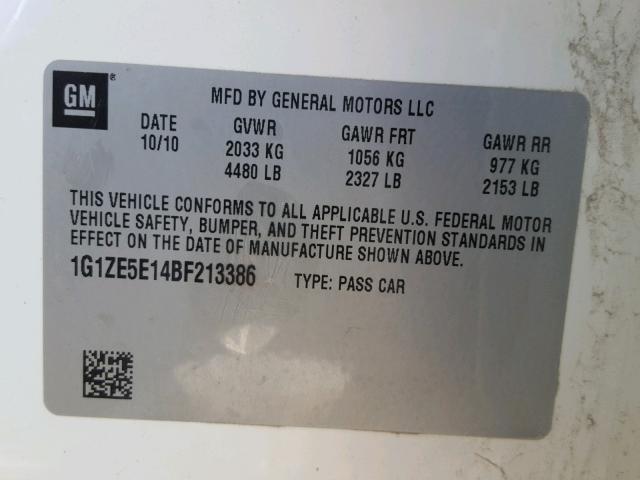 GM ®
MFD BY GENERAL MOTORS LLC
DATE GVWR GAWR FRT GAWR RR
10/10 2033 KG 1056 KG 977 KG
4480 LB 2327 LB 2153 LB
THIS VEHICLE CONFORMS TO ALL APPLICABLE U.S. FEDERAL MOTOR
VEHICLE SAFETY, BUMPER, AND THEFT PREVENTION STANDARDS IN
EFFECT ON THE DATE OF MANUFACTURE SHOWN ABOVE.
1G1ZE5E14BF213386 TYPE: PASS CAR